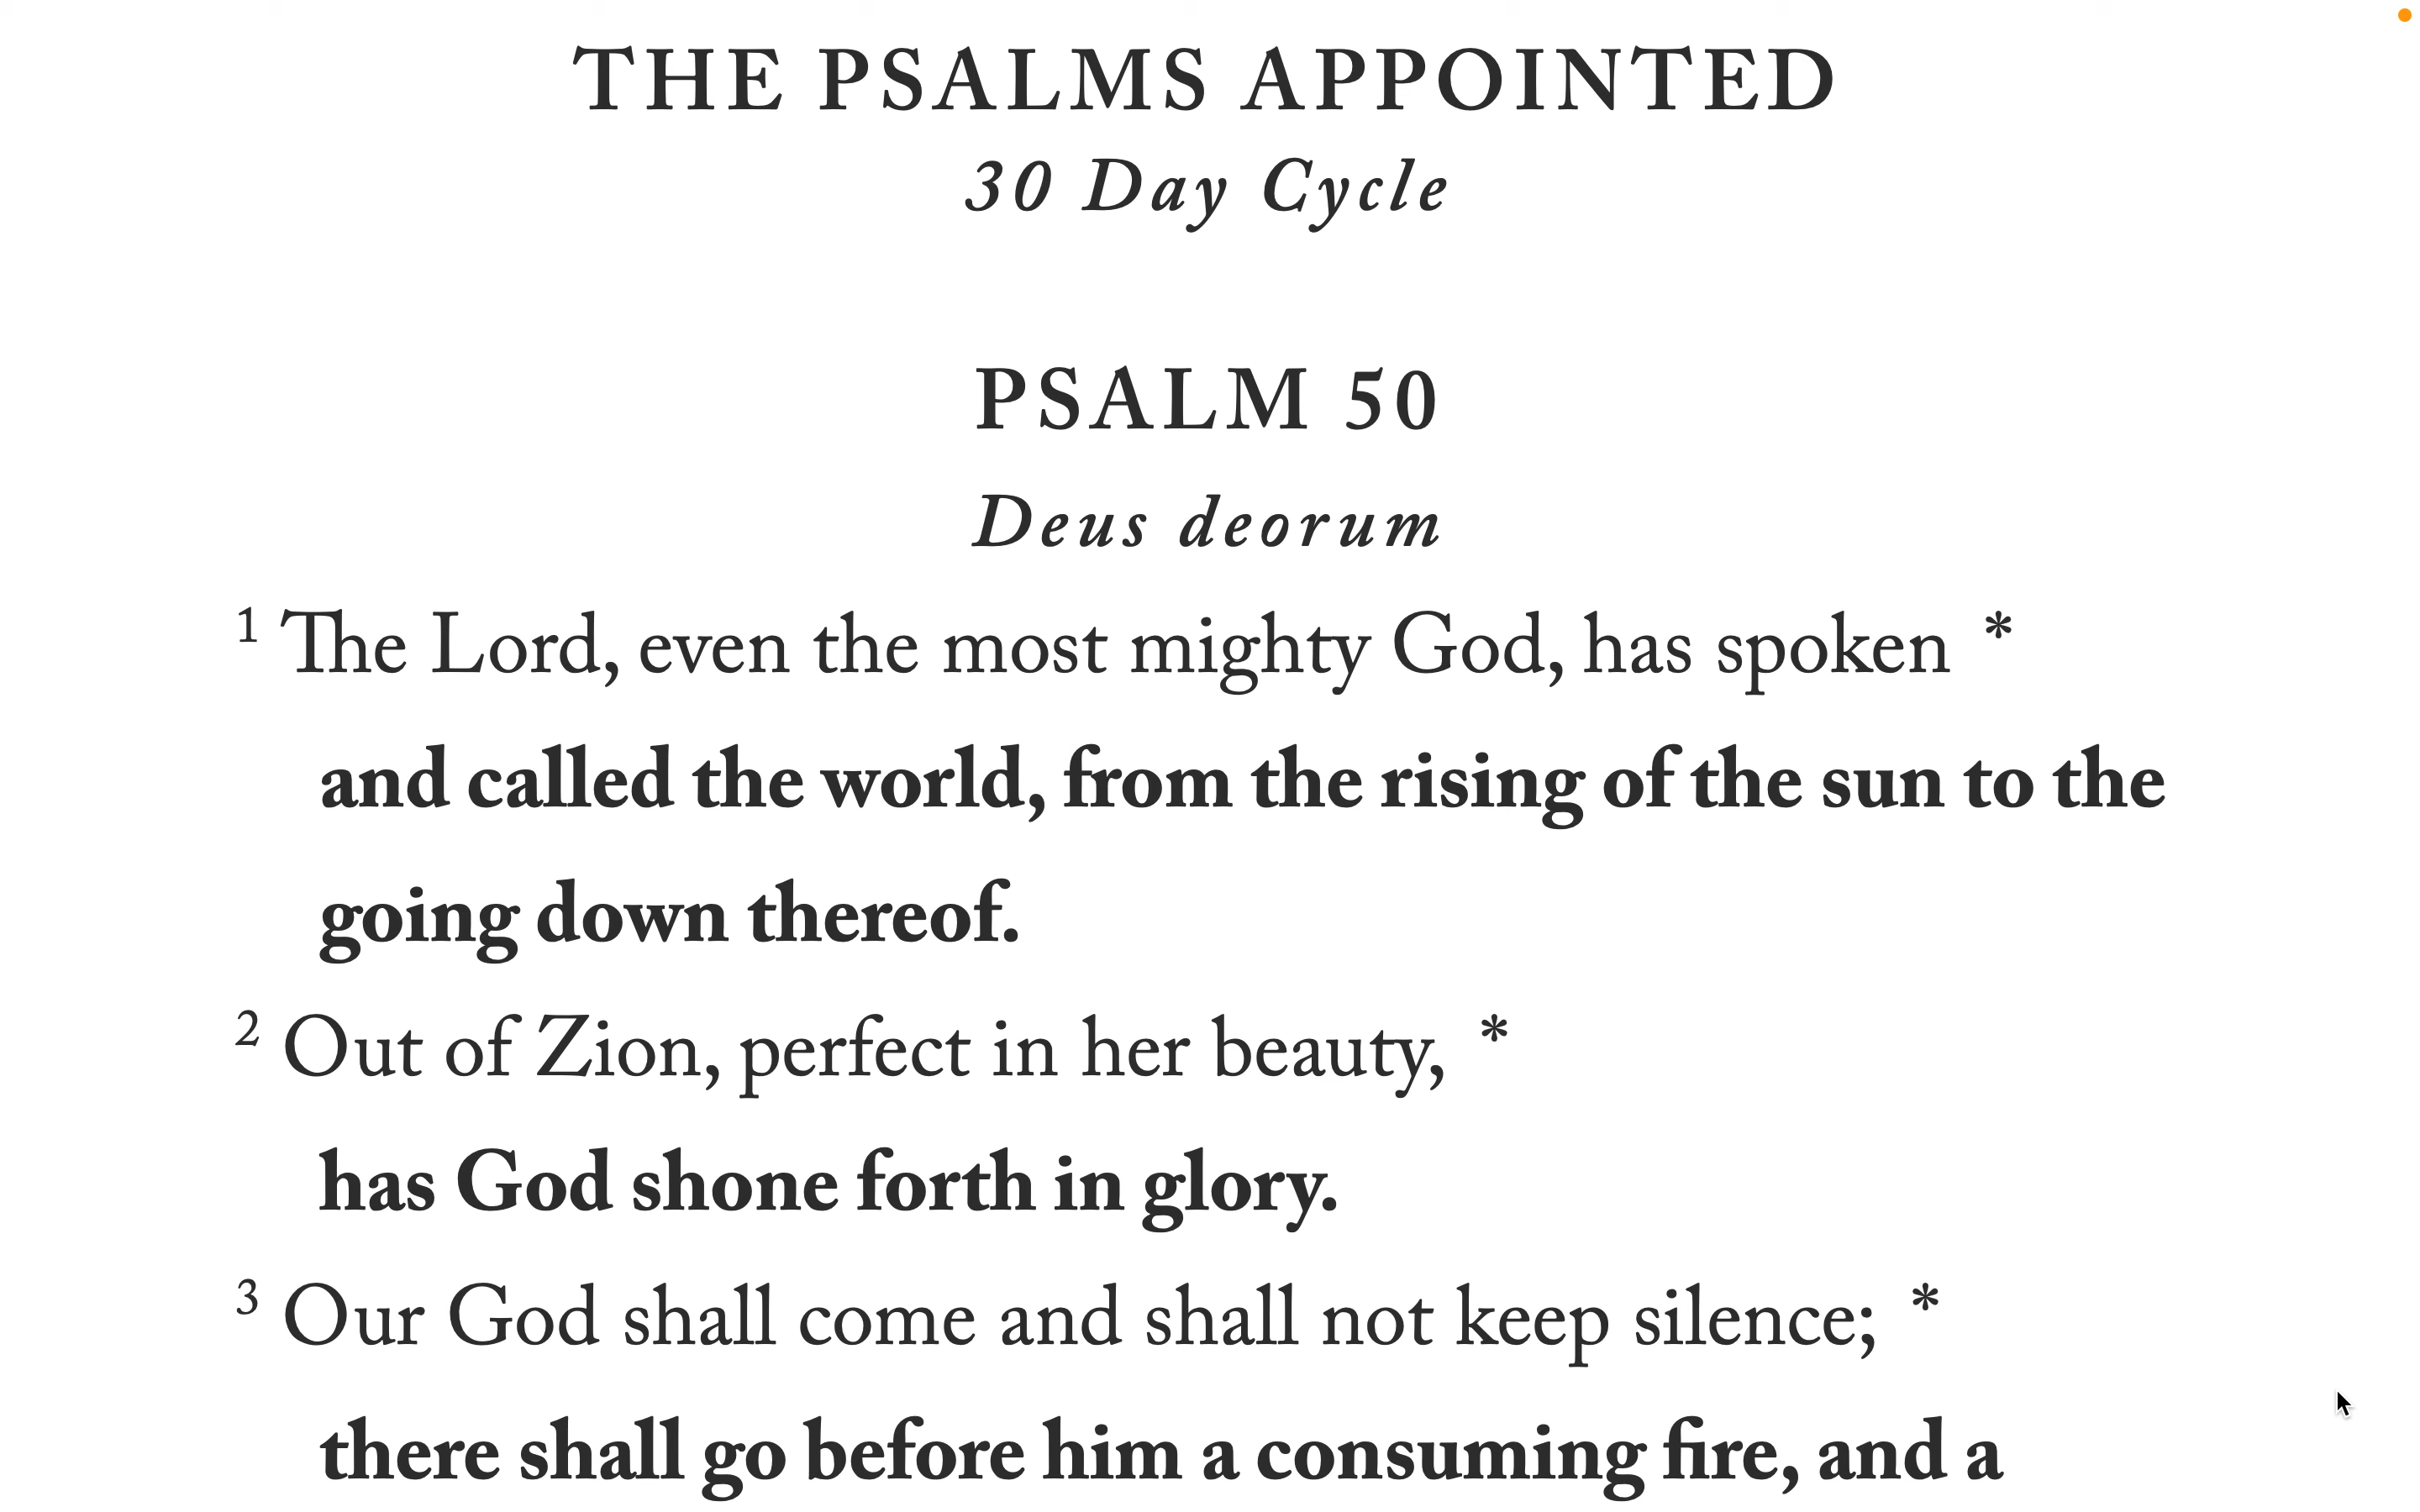 THE PSALMS APPOINTED
30 Day Cycle
PSALM 50
Deus deorum
1 The Lord, even the most mighty God, has spoken *
and called the world, from the rising of the sun to the
going down thereof.
2 Out of Zion, perfect in her beauty, *
has God shone forth in glory.
3 Our God shall come and shall not keep silence; *
there shall go before him a consuming fire, and a